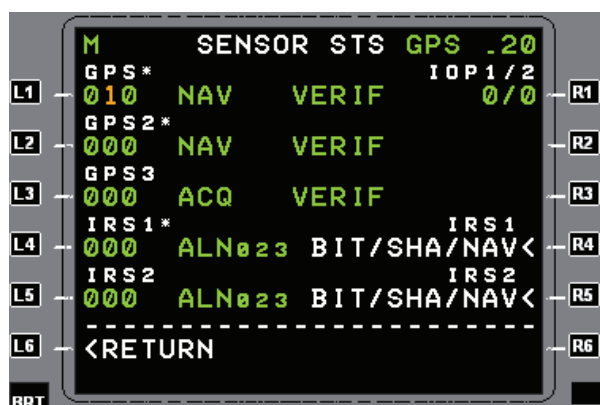 M SENSOR STS GPS .20
GPS* IOP1/2
L1 010 NAV VERIF 0/0 R1
GPS2*
L2 000 NAV VERIF R2
GPS3
L3 000 ACQ VERIF R3
IRS1* IRS1
L4 000 ALN023 BIT/SHA/NAV< R4
IRS2 IRS2
L5 000 ALN023 BIT/SHA/NAV< R5
L6 <RETURN R6
BRT